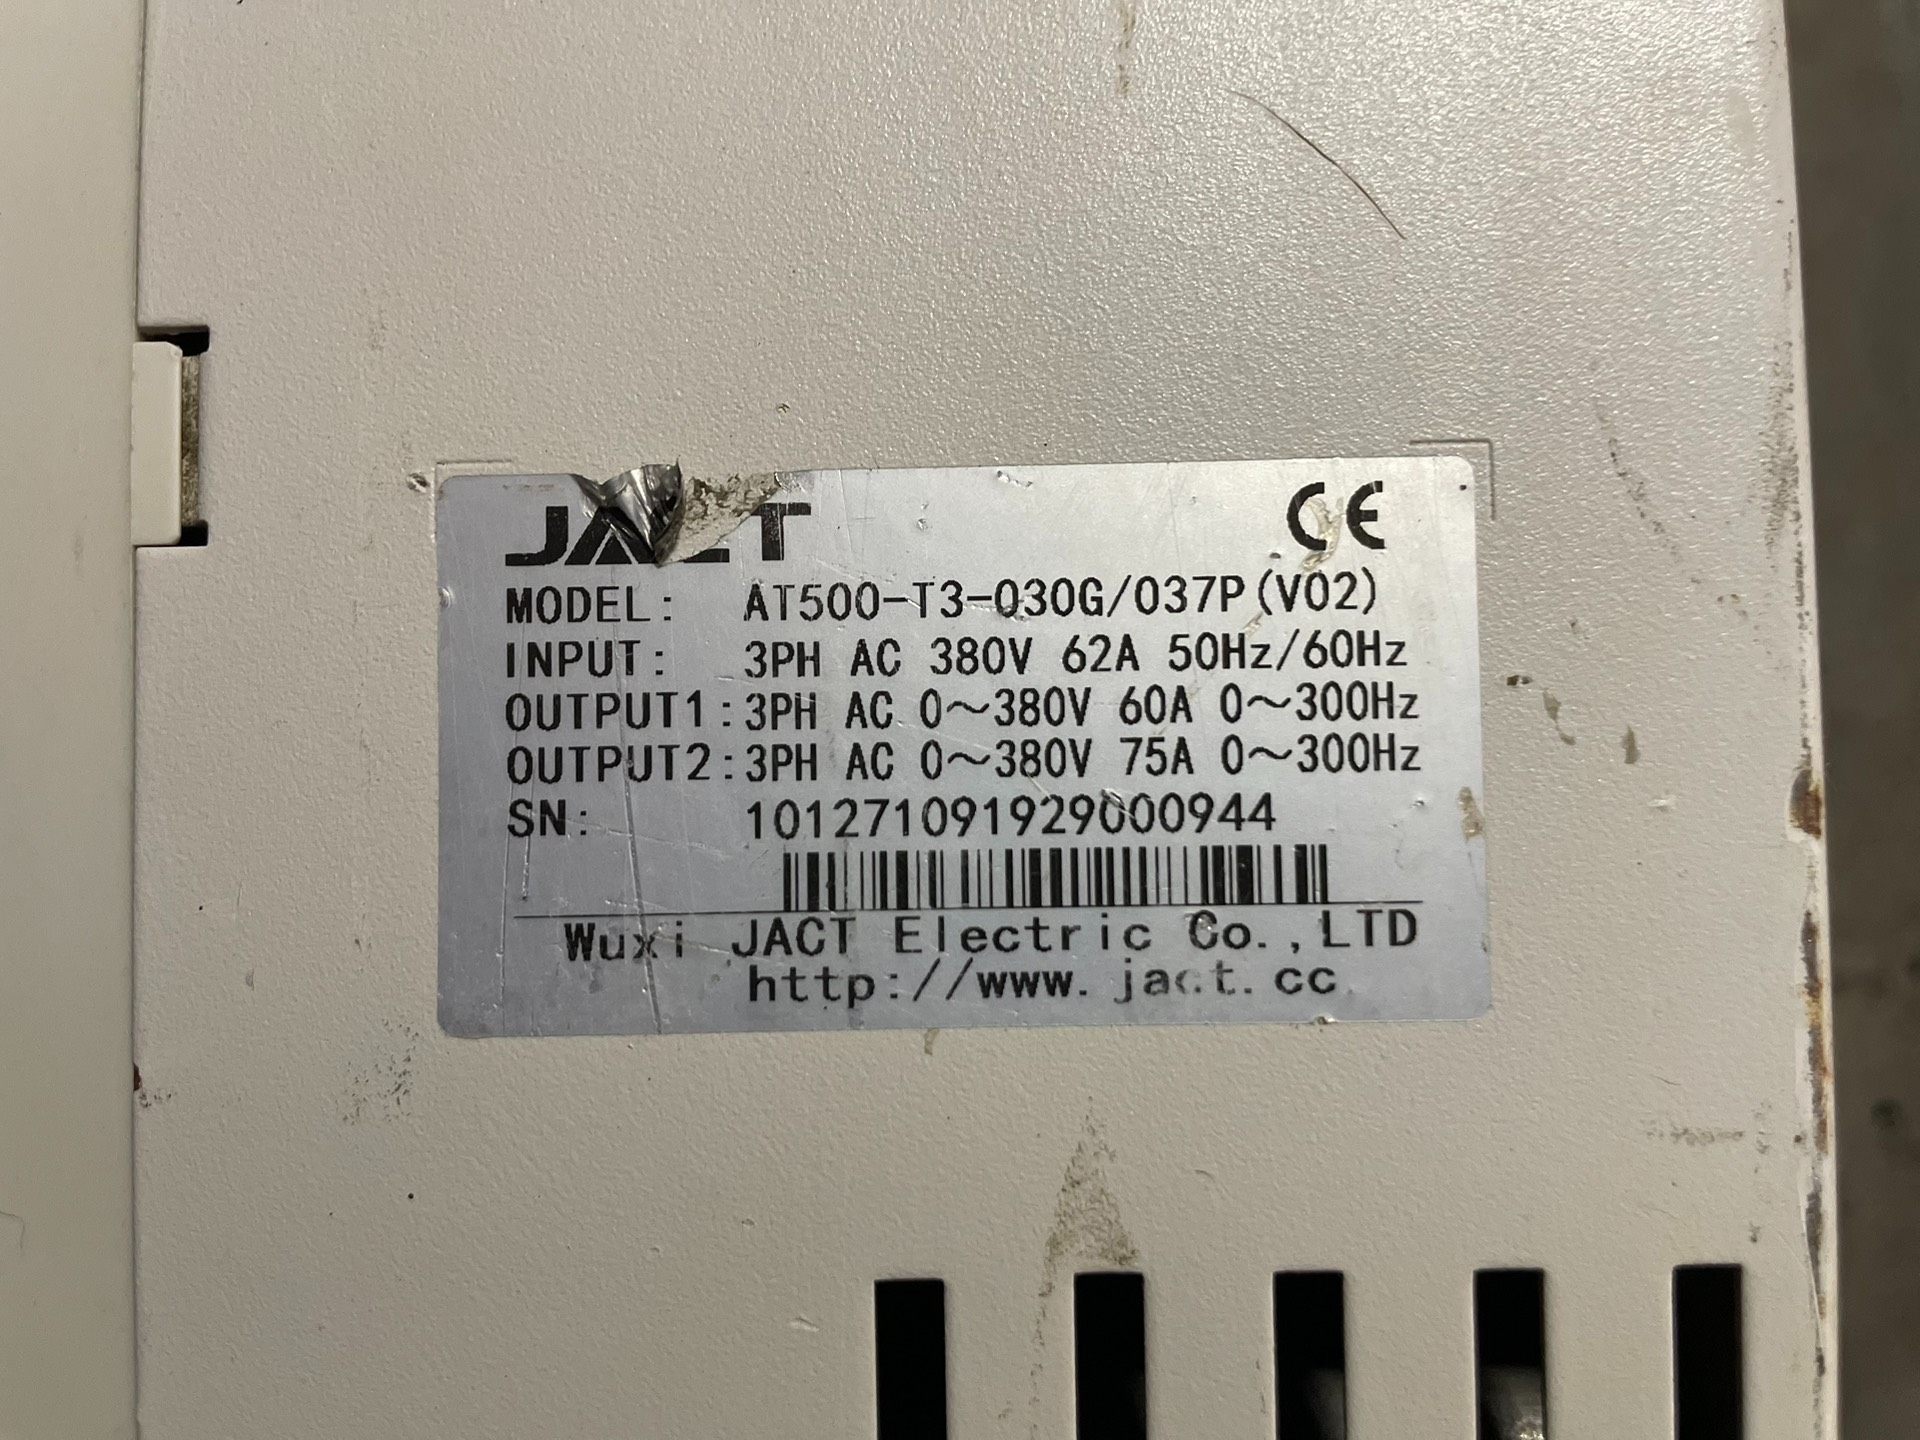 JACT CE
MODEL: AT500-T3-030G/037P(V02)
INPUT: 3PH AC 380V 62A 50Hz/60Hz
OUTPUT1:3PH AC 0～380V 60A 0～300Hz
OUTPUT2:3PH AC 0～380V 75A 0～300Hz
SN: 101271091929000944
Wuxi JACT Electric Co.,LTD
http://www.jact.cc